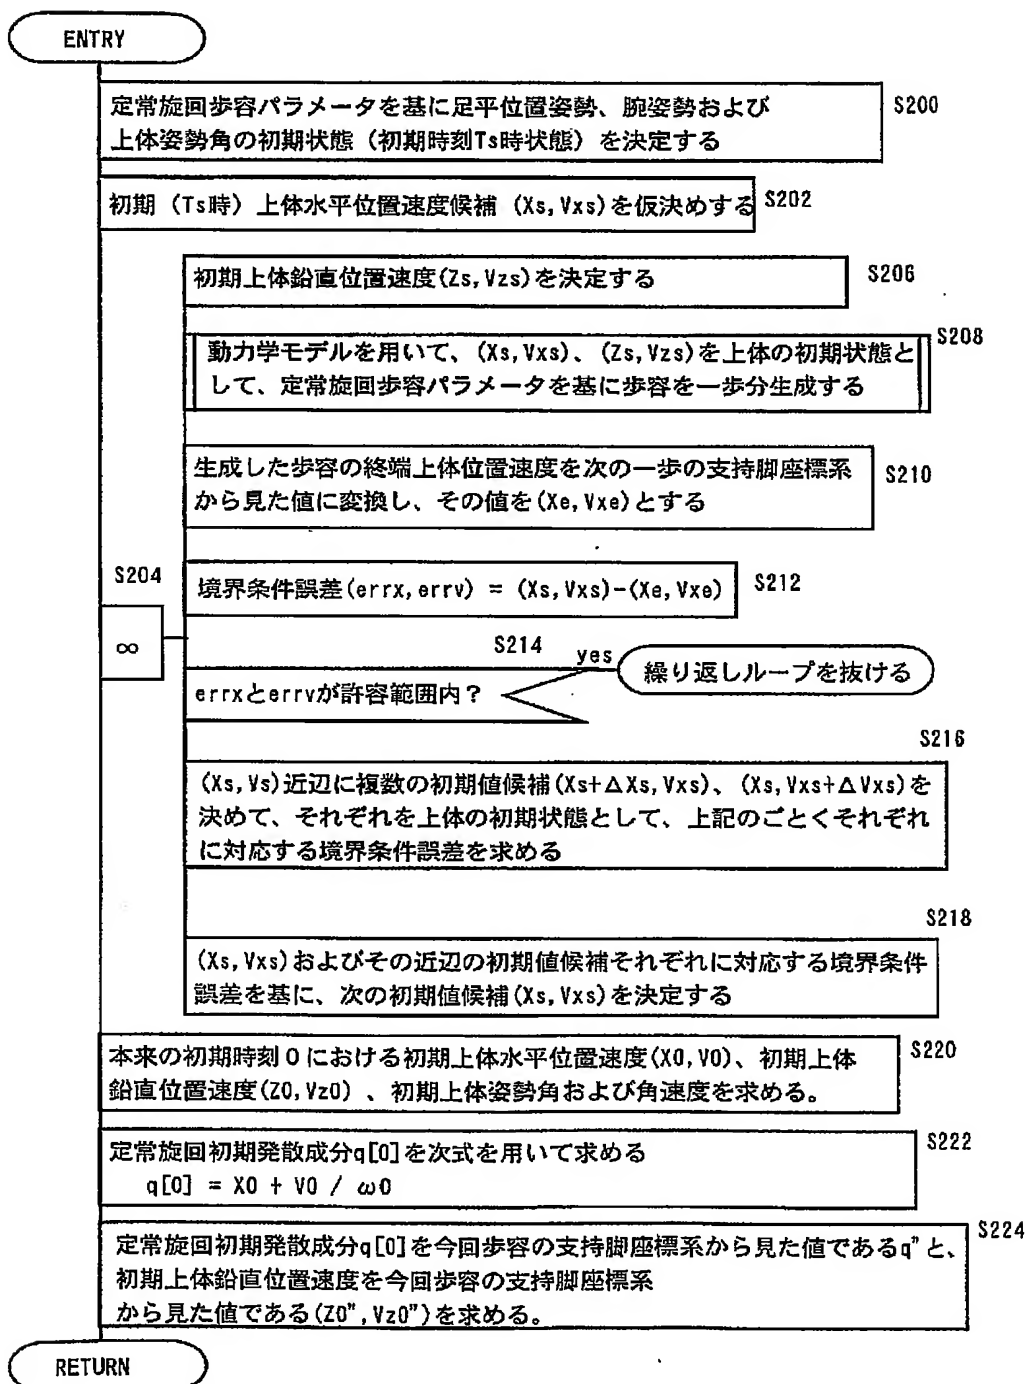 ENTRY
定常旋回歩容パラメータを基に足平位置姿勢、腕姿勢および
上体姿勢角の初期状態（初期時刻Ts時状態）を決定する
S200
初期（Ts時）上体水平位置速度候補（Xs,Vxs)を仮決めする
S202
初期上体鉛直位置速度(Zs,Vzs)を決定する
S206
S208
動力学モデルを用いて、(Xs,Vxs)、(Zs,Vzs)を上体の初期状態と
して、定常旋回歩容パラメータを基に歩容を一歩分生成する
生成した歩容の終端上体位置速度を次の一歩の支持脚座標系
から見た値に変換し、その値を(Xe,Vxe)とする
S210
S204
∞
境界条件誤差(errx,errv) = (Xs,Vxs)-(Xe,Vxe)
S212
S214
yes
繰り返しループを抜ける
errxとerrvが許容範囲内？
S216
(Xs,Vs)近辺に複数の初期値候補(Xs+ΔXs,Vxs)、(Xs,Vxs+ΔVxs)を
決めて、それぞれを上体の初期状態として、上記のごとくそれぞれ
に対応する境界条件誤差を求める
S218
(Xs,Vxs)およびその近辺の初期値候補それぞれに対応する境界条件
誤差を基に、次の初期値候補(Xs,Vxs)を決定する
本来の初期時刻０における初期上体水平位置速度(X0,V0)、初期上体
鉛直位置速度(Z0,Vz0)、初期上体姿勢角および角速度を求める。
S220
定常旋回初期発散成分q[0]を次式を用いて求める
q[0] = X0 + V0 / ω0
S222
S224
定常旋回初期発散成分q[0]を今回歩容の支持脚座標系から見た値であるq"と、
初期上体鉛直位置速度を今回歩容の支持脚座標系
から見た値である(Z0",Vz0")を求める。
RETURN